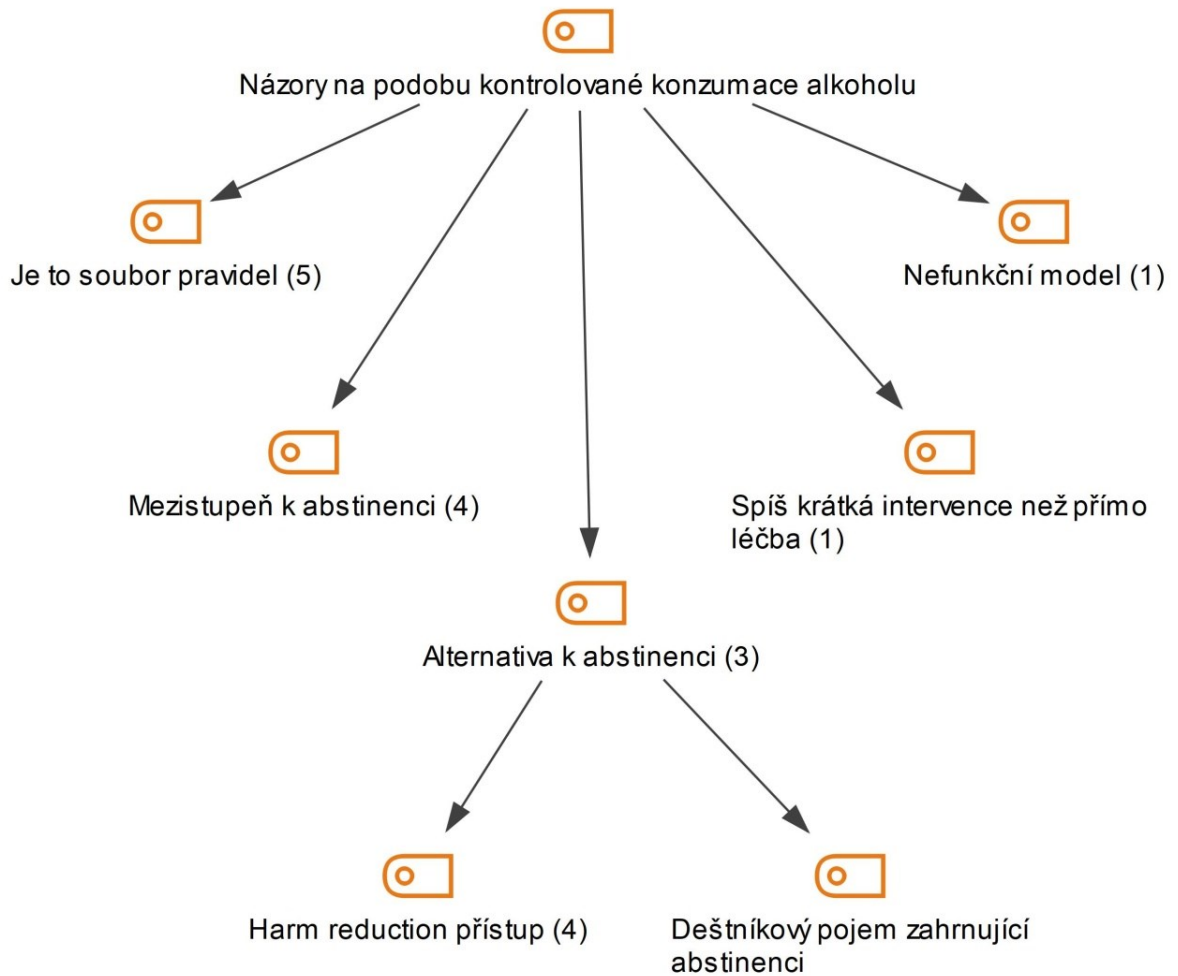 Názory na podobu kontrolované konzumace alkoholu
Je to soubor pravidel (5)
Nefunkční model (1)
Mezistupeň k abstinenci (4)
Spíš krátká intervence než přímo
léčba (1)
Alternativa k abstinenci (3)
Harm reduction přístup (4)
Deštníkový pojem zahrnující
abstinenci